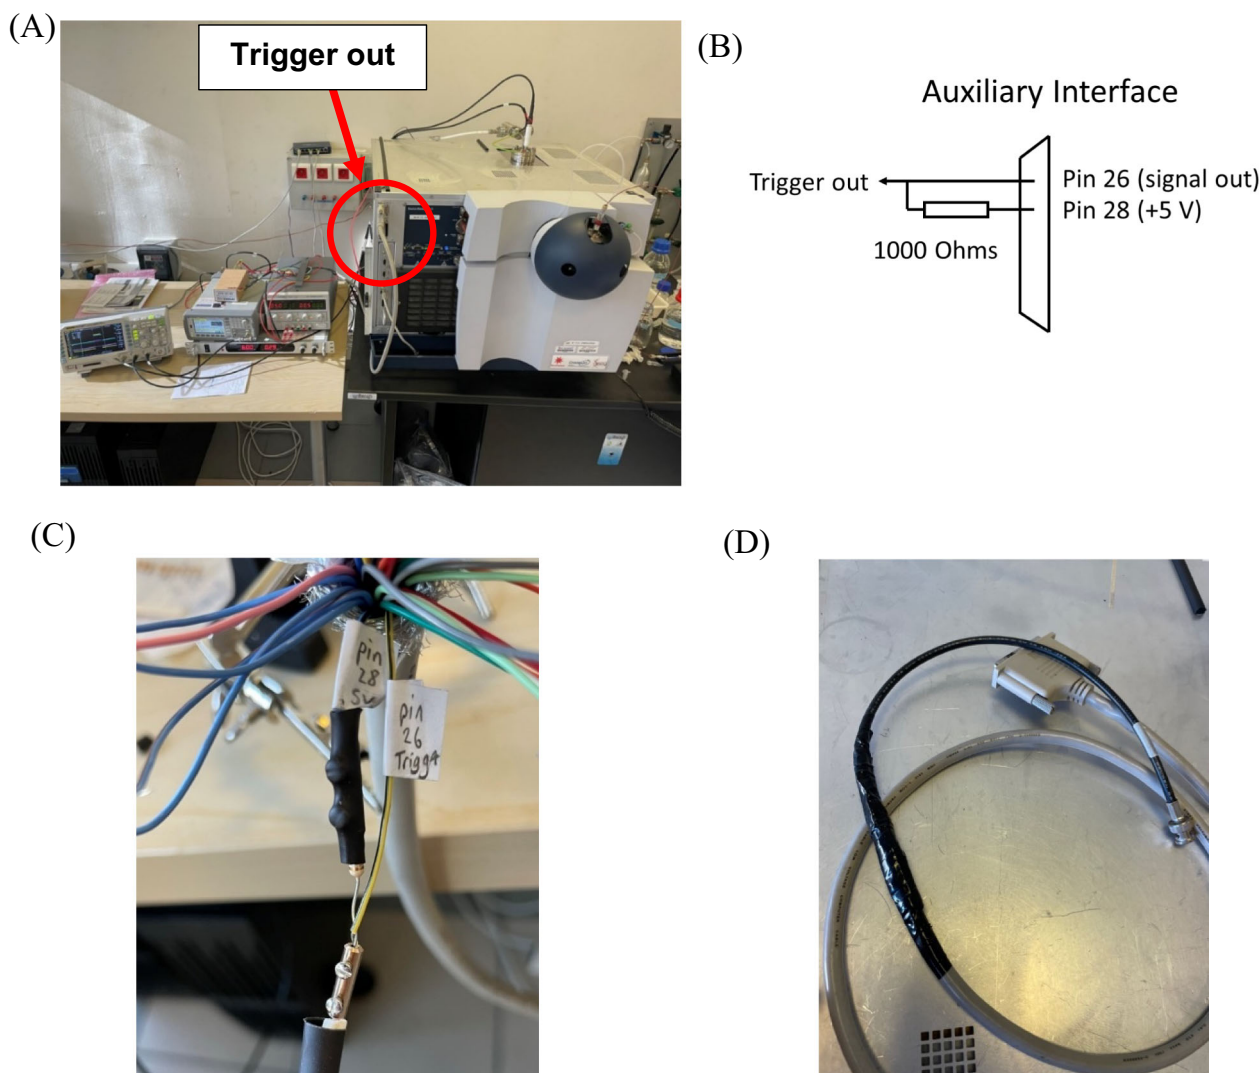 (A)
Trigger out
(B)
Auxiliary Interface
Trigger out
Pin 26 (signal out)
Pin 28 (+5 V)
1000 Ohms
(C)
pin
28
5v
pin
26
Trigg
(D)